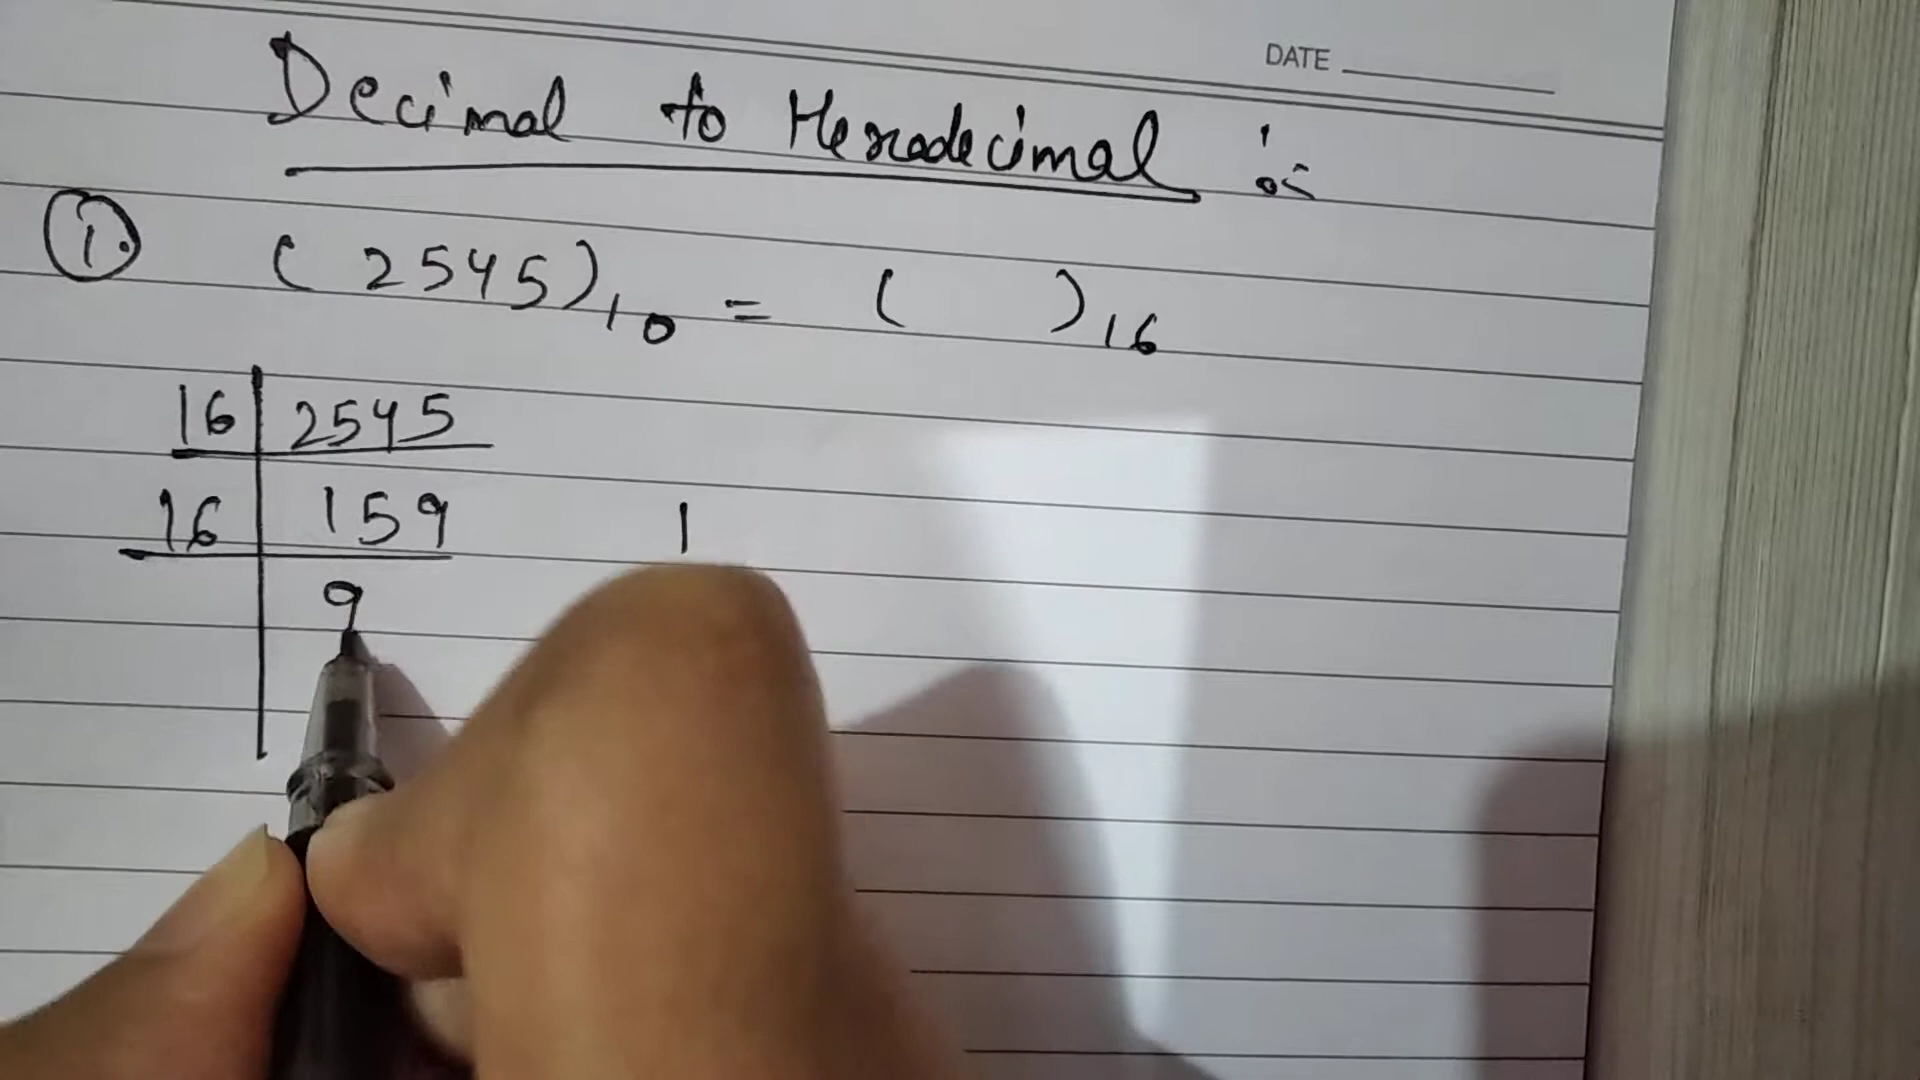 DATE
Decimal to Hexadecimal :-
1. (2545)10 = ( )16
16 2545
16 159 1
9